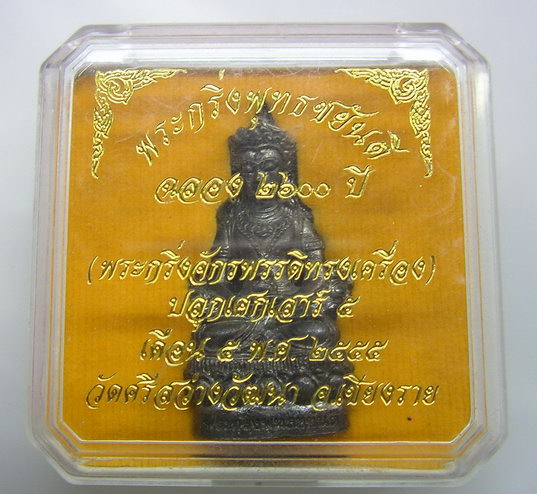 พระกริ่งพุทธชยันตี
ฉลอง ๒๖๐๐ ปี
(พระกริ่งจักรพรรดิทรงเครื่อง)
ปลุกเสกเสาร์ ๕
เดือน ๕ พ.ศ. ๒๕๕๕
วัดศรีสว่างวัฒนา จ.เชียงราย